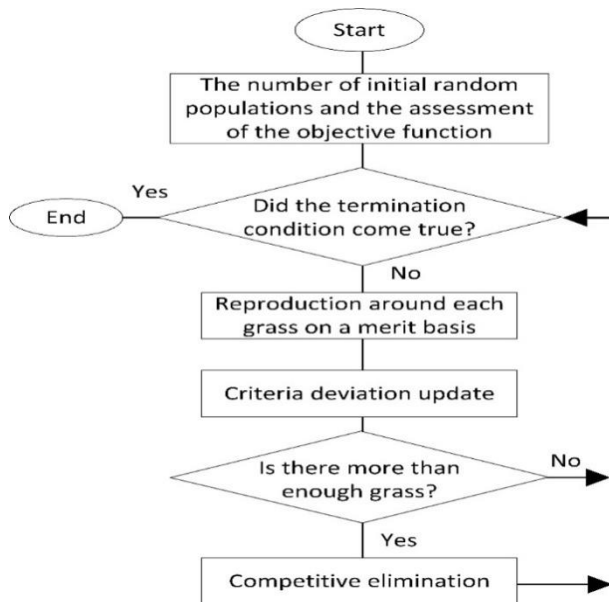 Start
The number of initial random
populations and the assessment
of the objective function
Yes
End
Did the termination
condition come true?
No
Reproduction around each
grass on a merit basis
Criteria deviation update
Is there more than
enough grass?
No
Yes
Competitive elimination